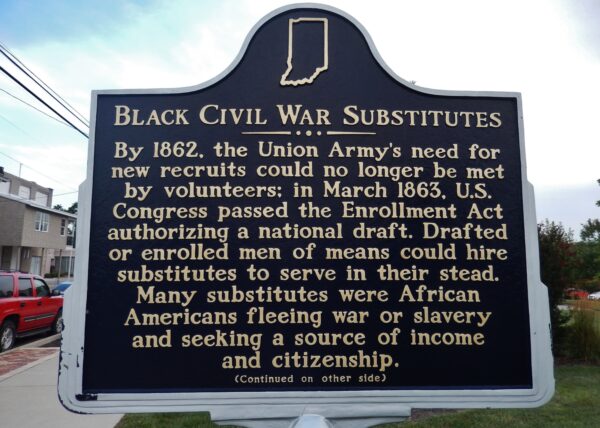 Black Civil War Substitutes
By 1862, the Union Army's need for
new recruits could no longer be met
by volunteers; in March 1863, U.S.
Congress passed the Enrollment Act
authorizing a national draft. Drafted
or enrolled men of means could hire
substitutes to serve in their stead.
Many substitutes were African
Americans fleeing war or slavery
and seeking a source of income
and citizenship.
(Continued on other side)